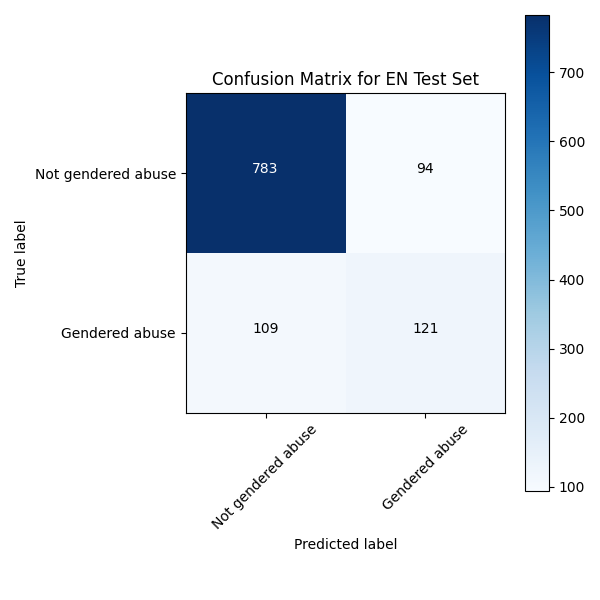 Confusion Matrix for EN Test Set
True label
Not gendered abuse
Gendered abuse
783
94
109
121
Not gendered abuse
Gendered abuse
Predicted label
700
600
500
400
300
200
100